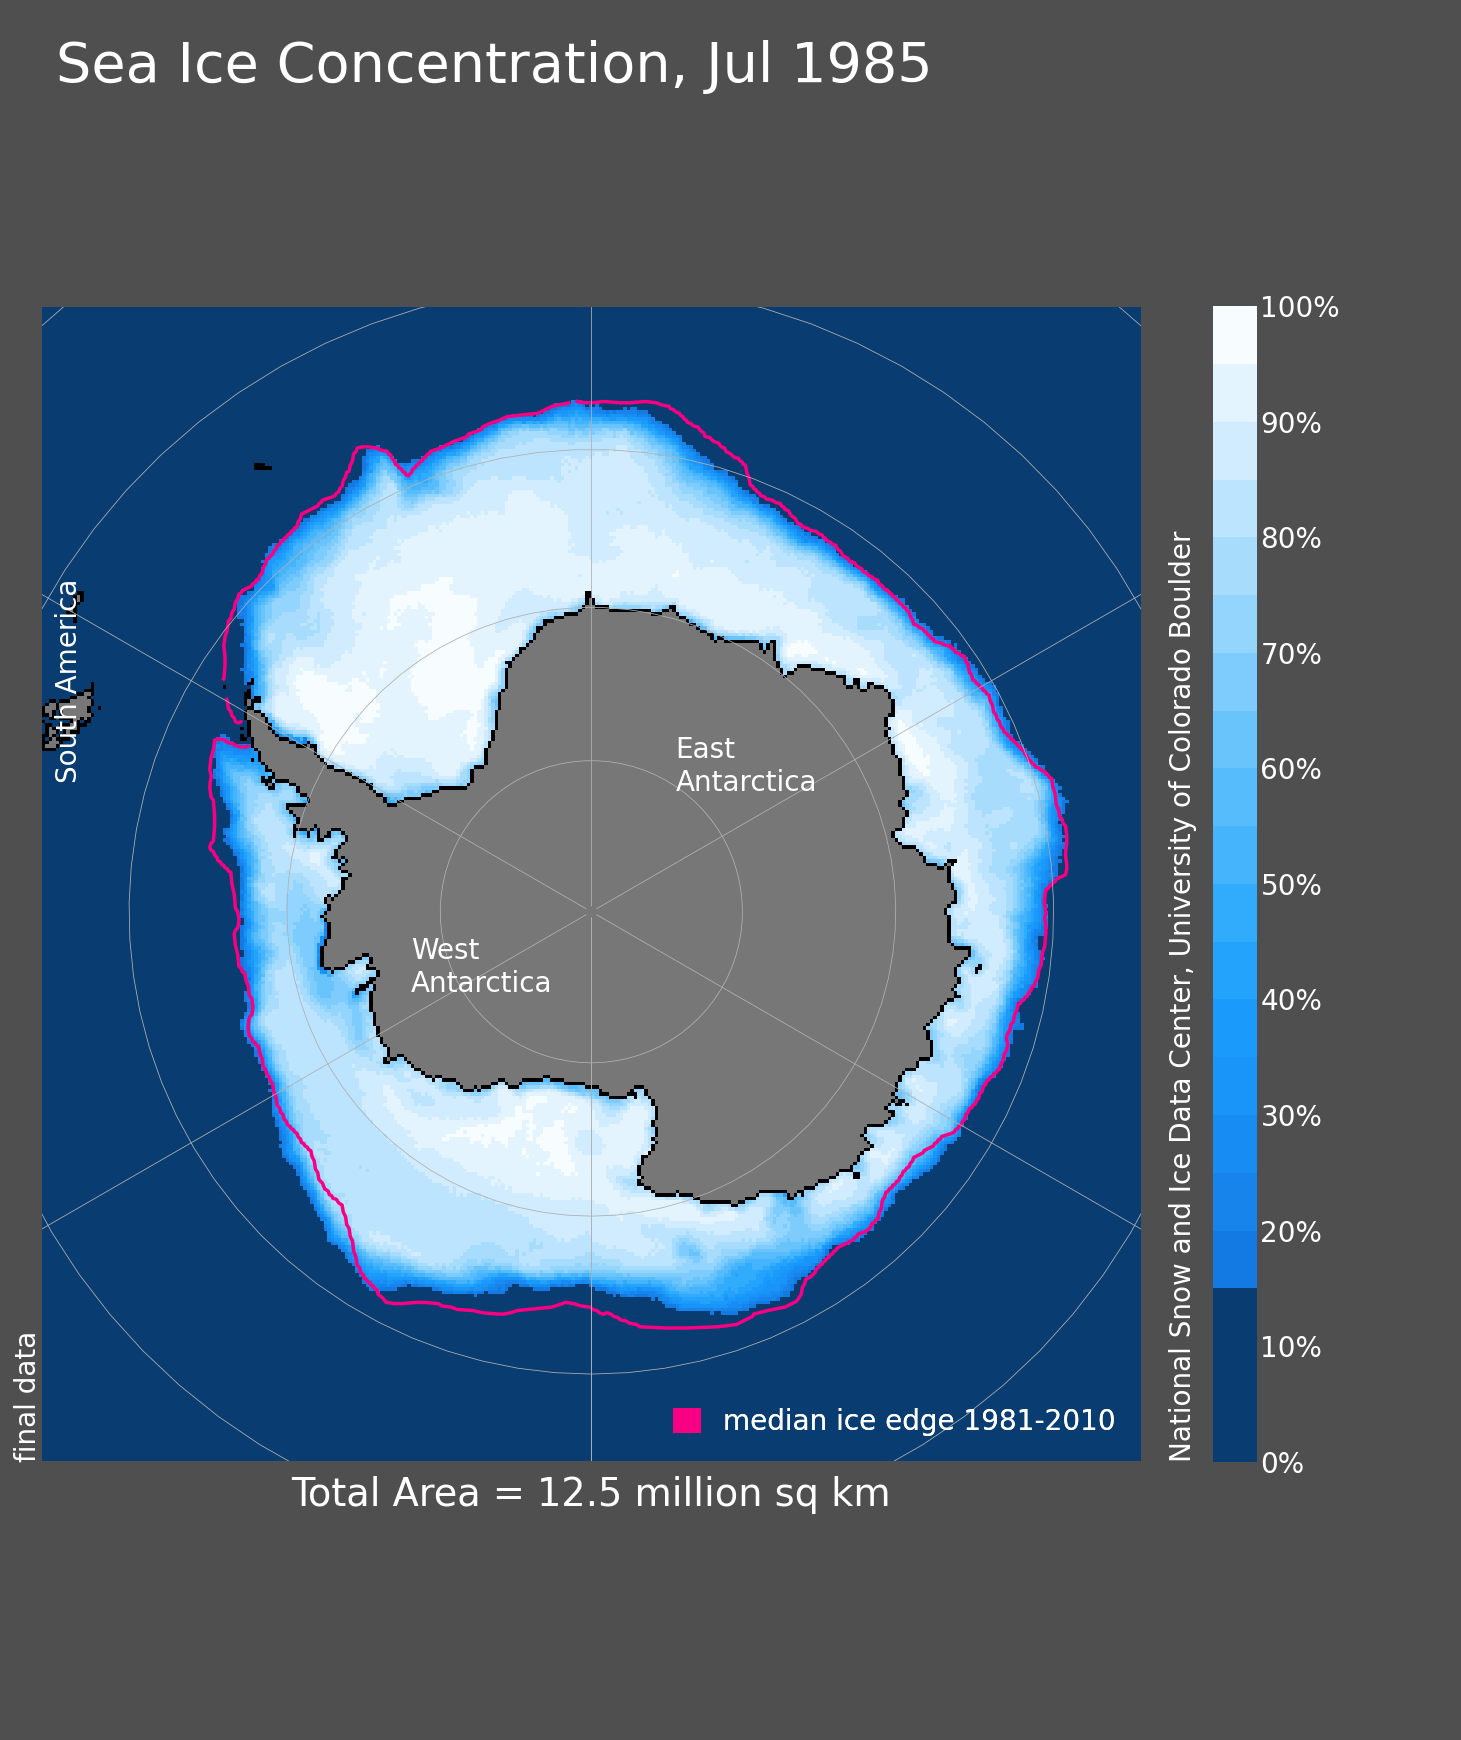 Sea Ice Concentration, Jul 1985
South America
East
Antarctica
West
Antarctica
median ice edge 1981-2010
final data
Total Area = 12.5 million sq km
National Snow and Ice Data Center, University of Colorado Boulder
100%
90%
80%
70%
60%
50%
40%
30%
20%
10%
0%